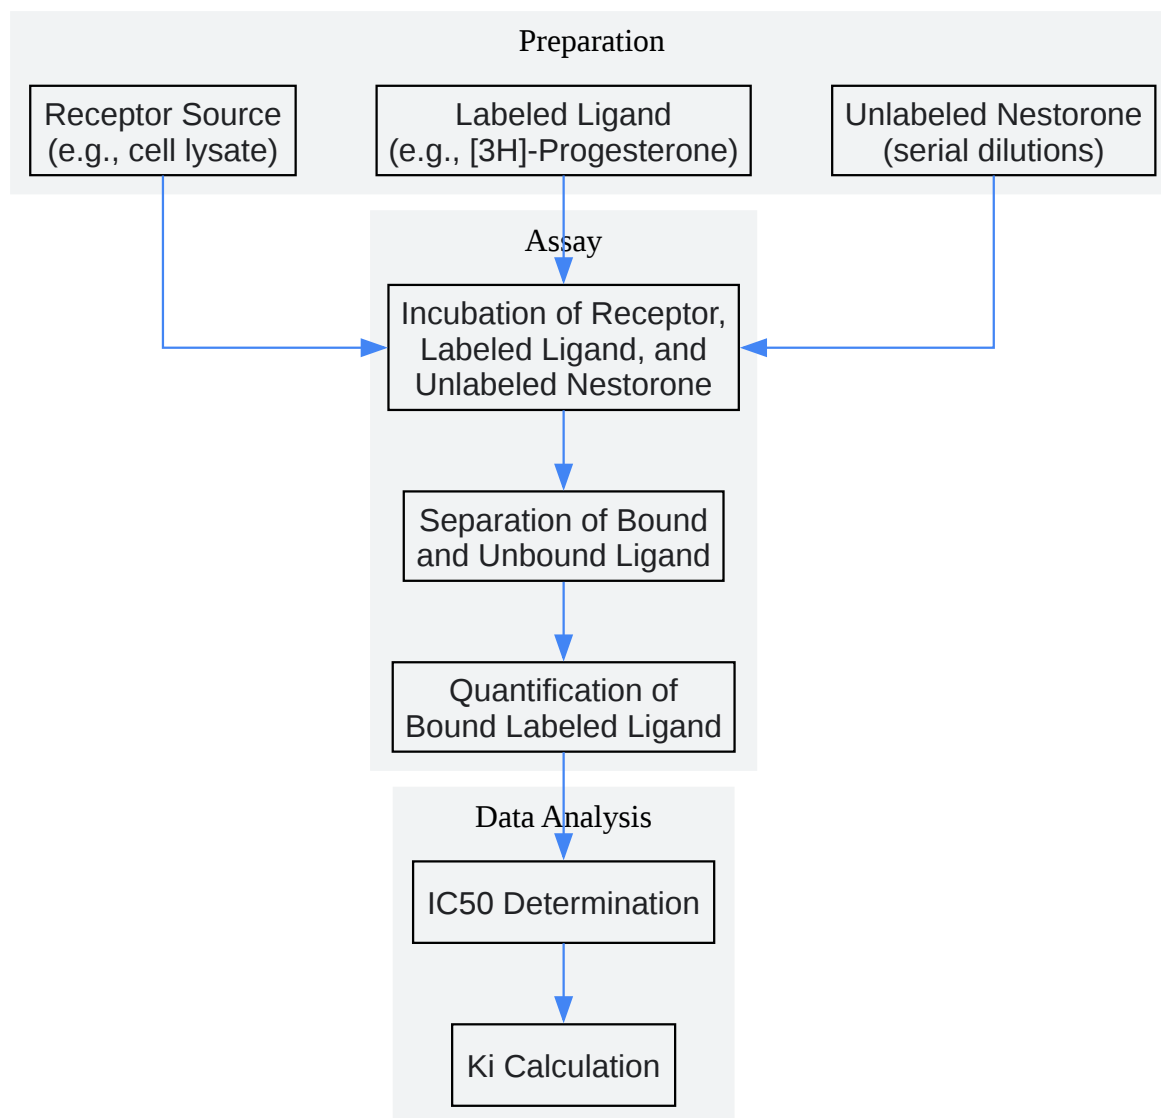 Preparation
Receptor Source
(e.g., cell lysate)
Labeled Ligand
(e.g., [3H]-Progesterone)
Unlabeled Nestorone
(serial dilutions)
Assay
Incubation of Receptor,
Labeled Ligand, and
Unlabeled Nestorone
Separation of Bound
and Unbound Ligand
Quantification of
Bound Labeled Ligand
Data Analysis
IC50 Determination
Ki Calculation